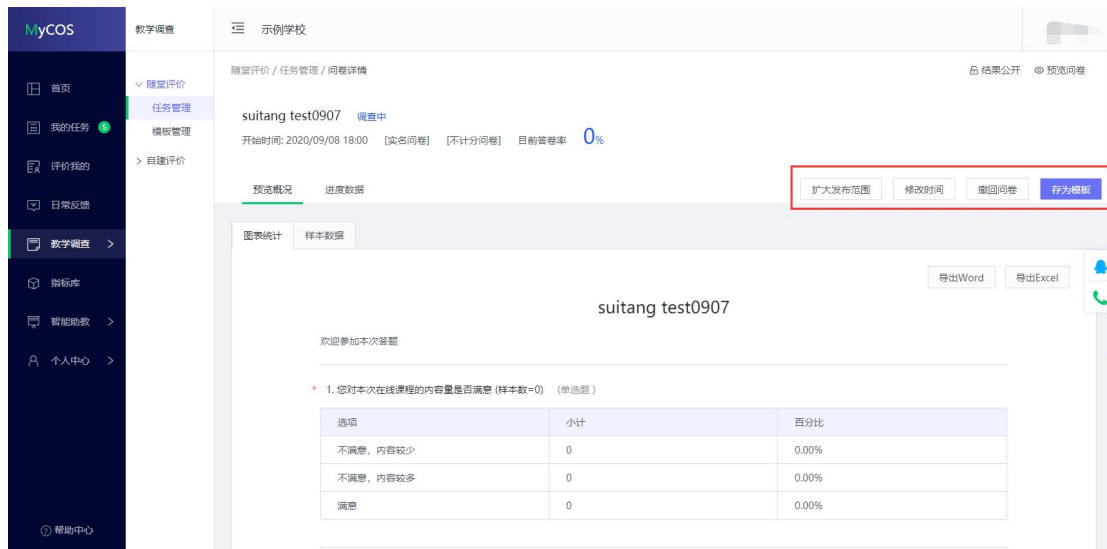 MyCOS
教学调查
示例学校
首页
我的任务 5
评价我的
日常反馈
教学调查 >
指标库
智能助教 >
个人中心 >
帮助中心
随堂评价
任务管理
模板管理
> 自建评价
随堂评价 / 任务管理 / 问卷详情
结果公开 预览问卷
suitang test0907 调查中
开始时间: 2020/09/08 18:00 [实名问卷] [不计分问卷] 目前答卷率 0%
预览概况 进度数据
扩大发布范围 修改时间 撤回问卷 存为模板
图表统计 样本数据
导出Word 导出Excel
suitang test0907
欢迎参加本次答题
* 1. 您对本次在线课程的内容量是否满意 (样本数=0) (单选题)
选项 小计 百分比
不满意，内容较少 0 0.00%
不满意，内容较多 0 0.00%
满意 0 0.00%